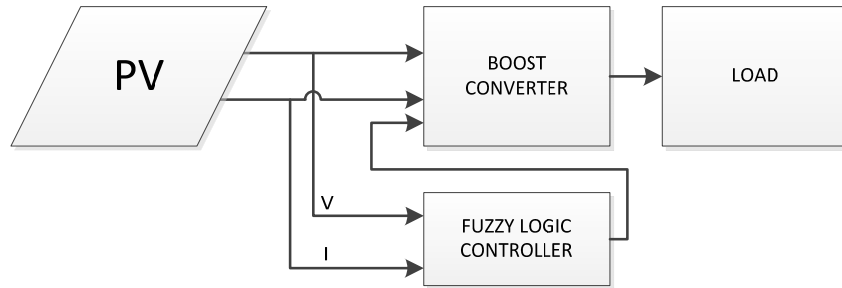 PV
BOOST
CONVERTER
LOAD
V
I
FUZZY LOGIC
CONTROLLER